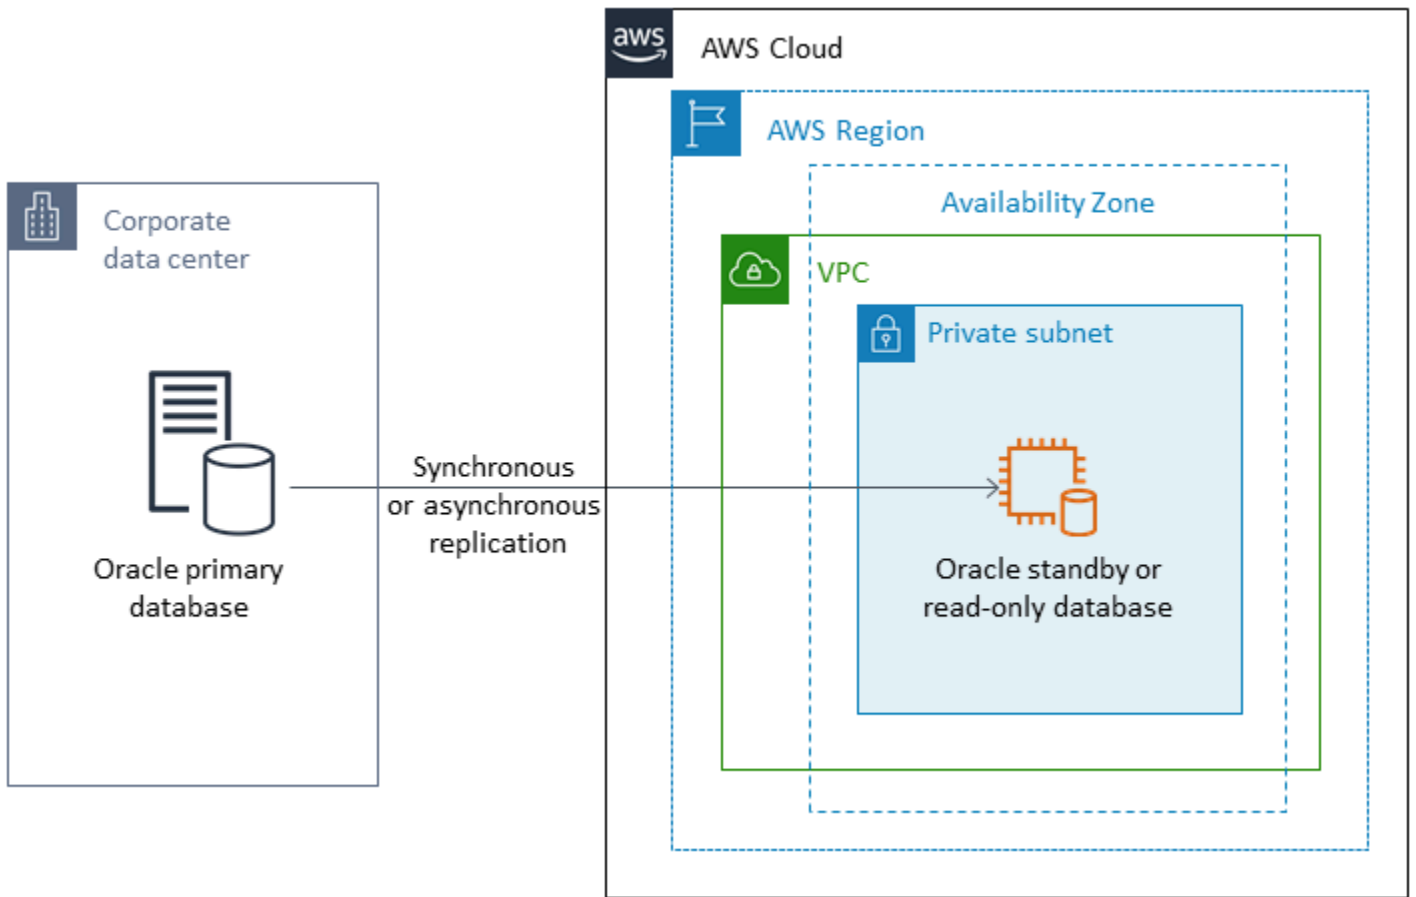 aws
AWS Cloud
AWS Region
Availability Zone
Corporate
data center
VPC
Private subnet
Synchronous
or asynchronous
replication
Oracle primary
database
Oracle standby or
read-only database